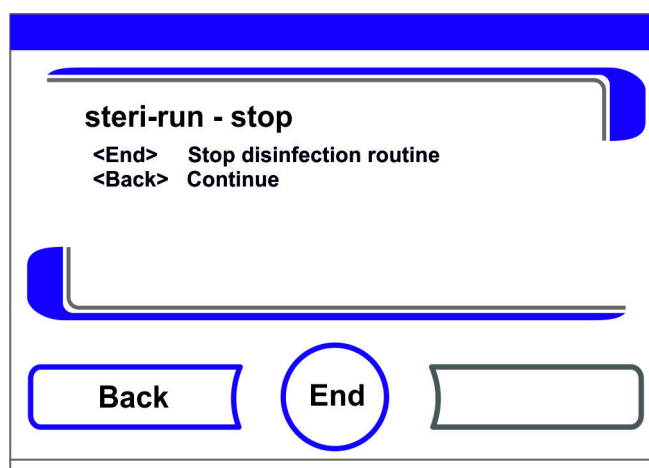 steri-run - stop
<End> Stop disinfection routine
<Back> Continue
Back
End